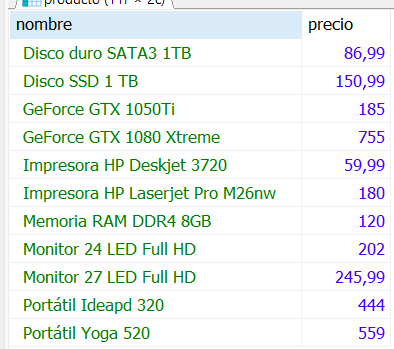 producto (11r × 2c)
nombre precio
Disco duro SATA3 1TB 86,99
Disco SSD 1 TB 150,99
GeForce GTX 1050Ti 185
GeForce GTX 1080 Xtreme 755
Impresora HP Deskjet 3720 59,99
Impresora HP Laserjet Pro M26nw 180
Memoria RAM DDR4 8GB 120
Monitor 24 LED Full HD 202
Monitor 27 LED Full HD 245,99
Portátil Ideapd 320 444
Portátil Yoga 520 559